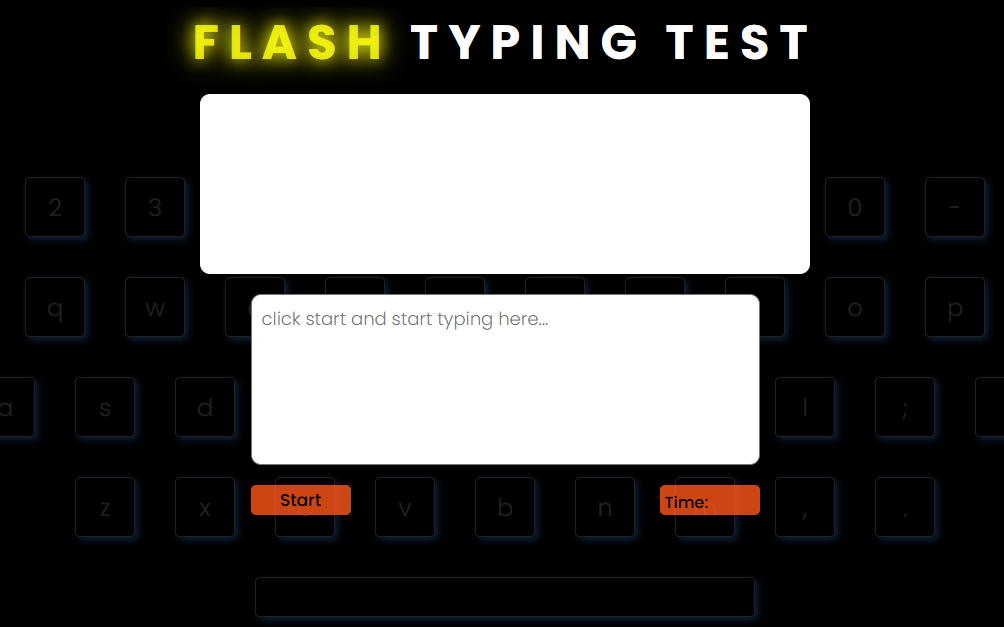 FLASH TYPING TEST
2 3 0 -
q w o p
click start and start typing here...
a s d l ;
z x v b n , .
Start Time: